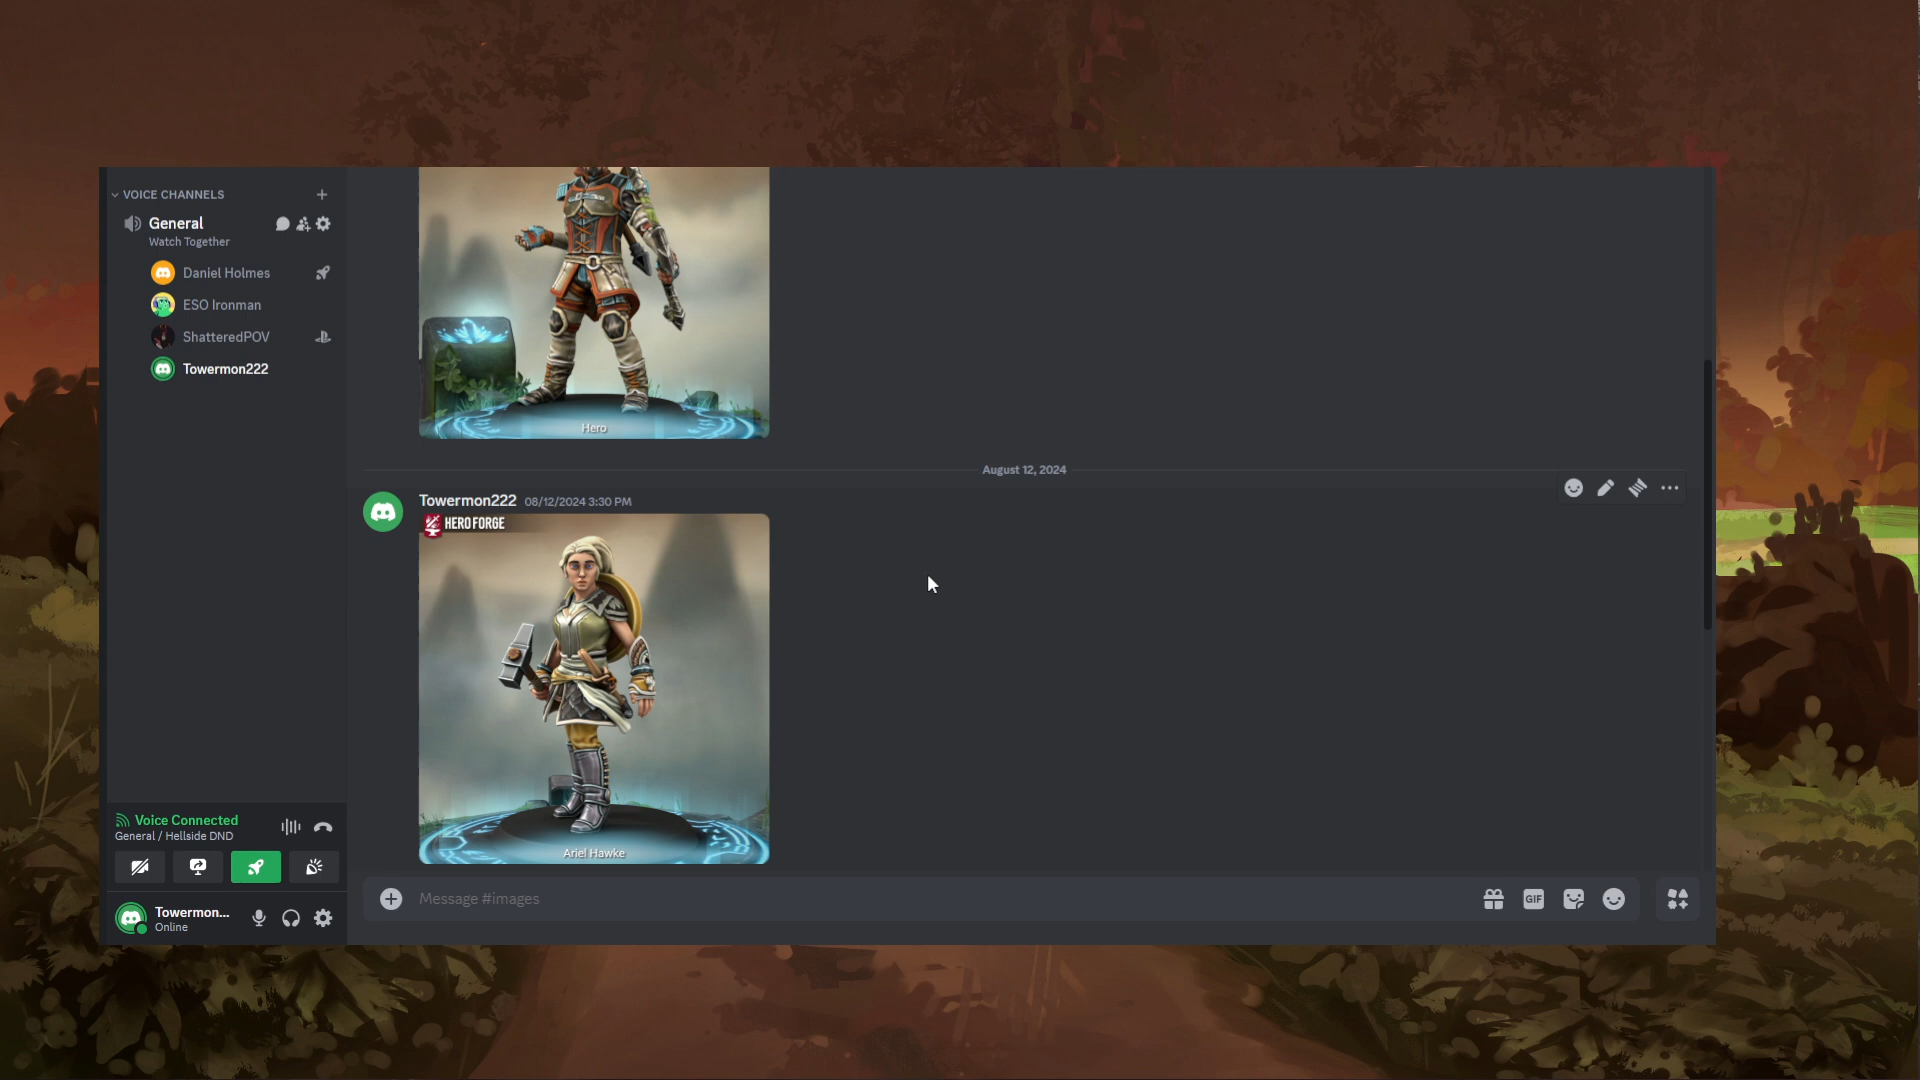 VOICE CHANNELS
General
Watch Together
Daniel Holmes
ESO Ironman
ShatteredPOV
Towermon222
Voice Connected
General / Hellside DND
Towermon...
Online
Hero
August 12, 2024
Towermon222 08/12/2024 3:30 PM
HERO FORGE
Ariel Hawke
Message #images
GIF